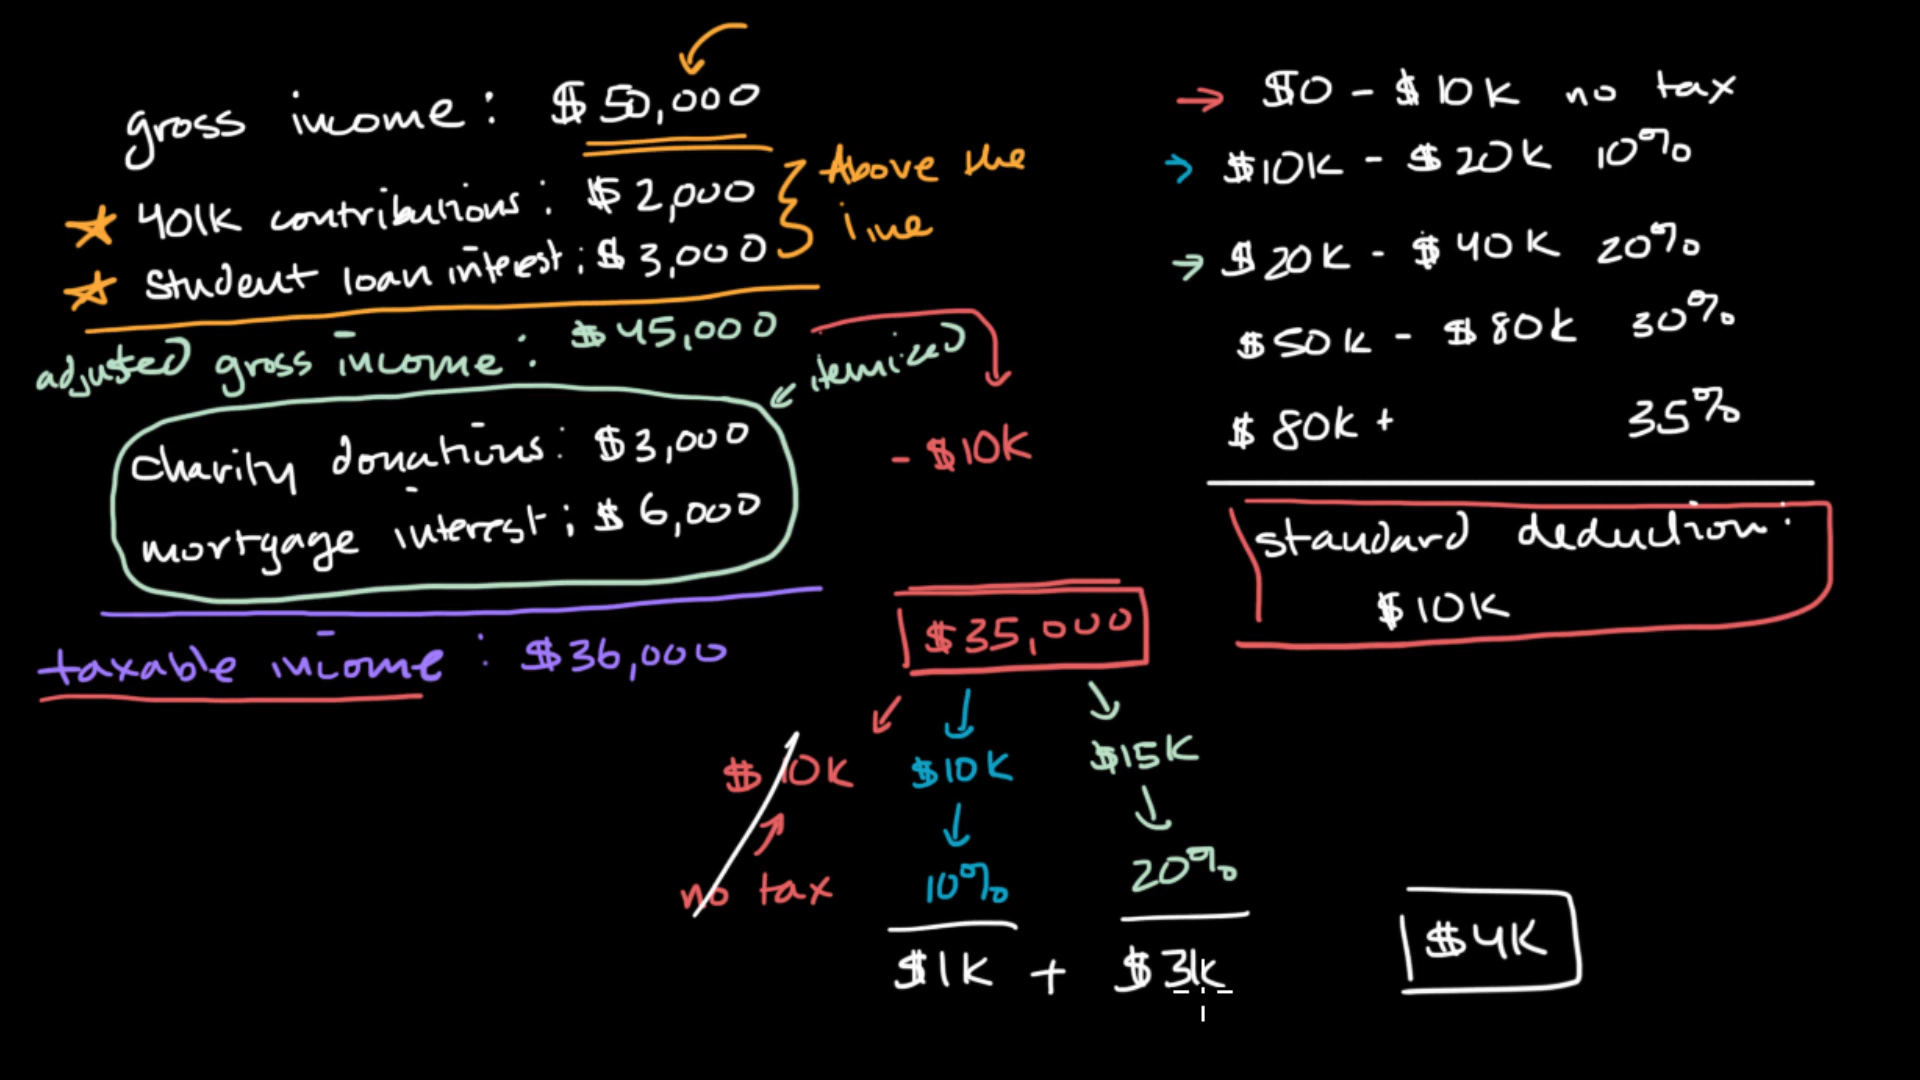 gross income: $50,000
401k contributions: $2,000
Student loan interest: $3,000
Above the
line
adjusted gross income: $45,000
itemized
charity donations: $3,000
mortgage interest: $6,000
- $10K
taxable income: $36,000
$35,000
$10K
no tax
$10K
10%
$1K
+
$15K
20%
$3K
$4K
$0 - $10K no tax
$10K - $20K 10%
$20K - $40K 20%
$50K - $80K 30%
$80K+ 35%
standard deduction:
$10K